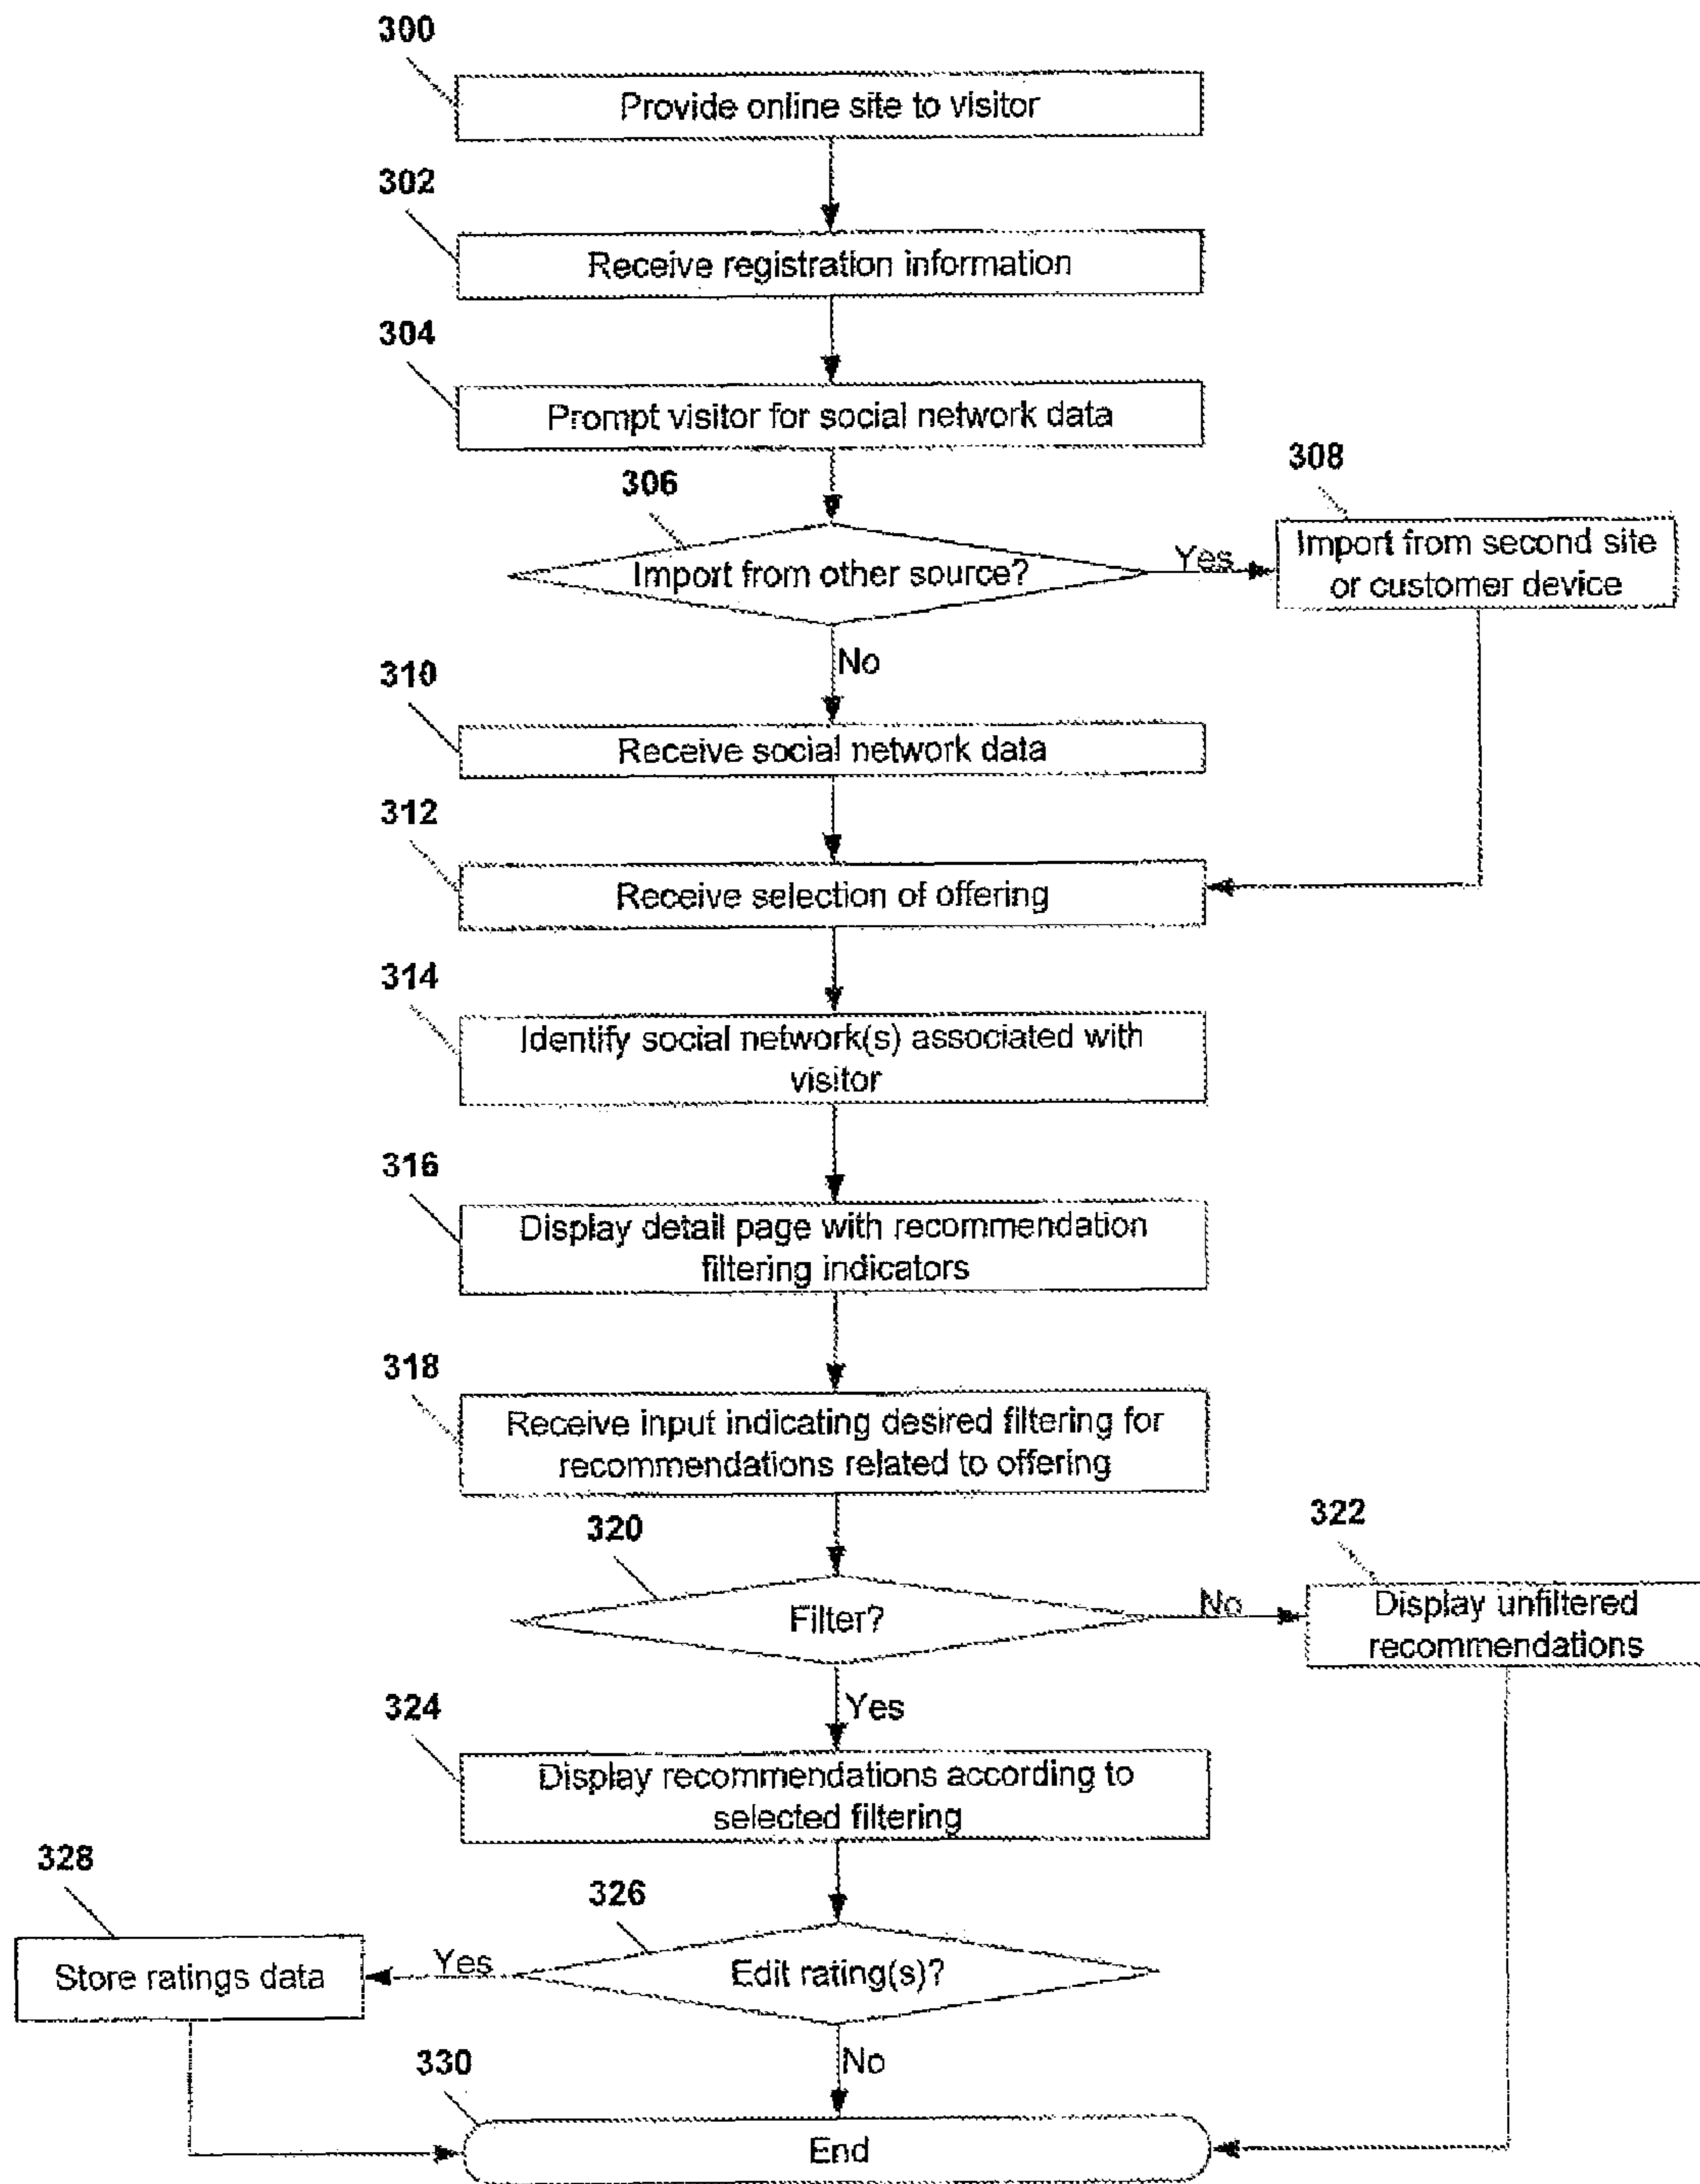 300
Provide online site to visitor
302
Receive registration information
304
Prompt visitor for social network data
306
Import from other source?
Yes
308
Import from second site
or customer device
No
310
Receive social network data
312
Receive selection of offering
314
Identify social network(s) associated with
visitor
316
Display detail page with recommendation
filtering indicators
318
Receive input indicating desired filtering for
recommendations related to offering
320
Filter?
No
322
Display unfiltered
recommendations
Yes
324
Display recommendations according to
selected filtering
326
Edit rating(s)?
Yes
328
Store ratings data
No
330
End